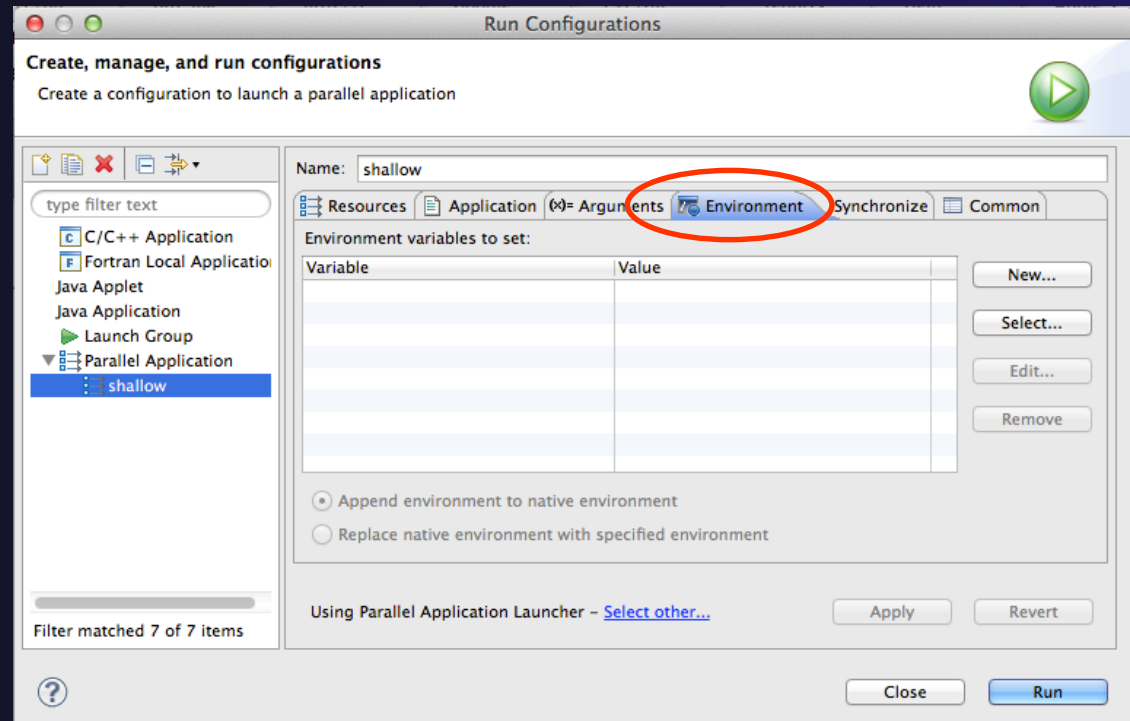 Run Configurations
Create, manage, and run configurations
Create a configuration to launch a parallel application
Name: shallow
type filter text
C/C++ Application
Fortran Local Applicatio
Java Applet
Java Application
Launch Group
Parallel Application
shallow
Filter matched 7 of 7 items
Resources Application (x)= Arguments Environment Synchronize Common
Environment variables to set:
Variable Value
New...
Select...
Edit...
Remove
Append environment to native environment
Replace native environment with specified environment
Using Parallel Application Launcher – Select other...
Apply Revert
? Close Run